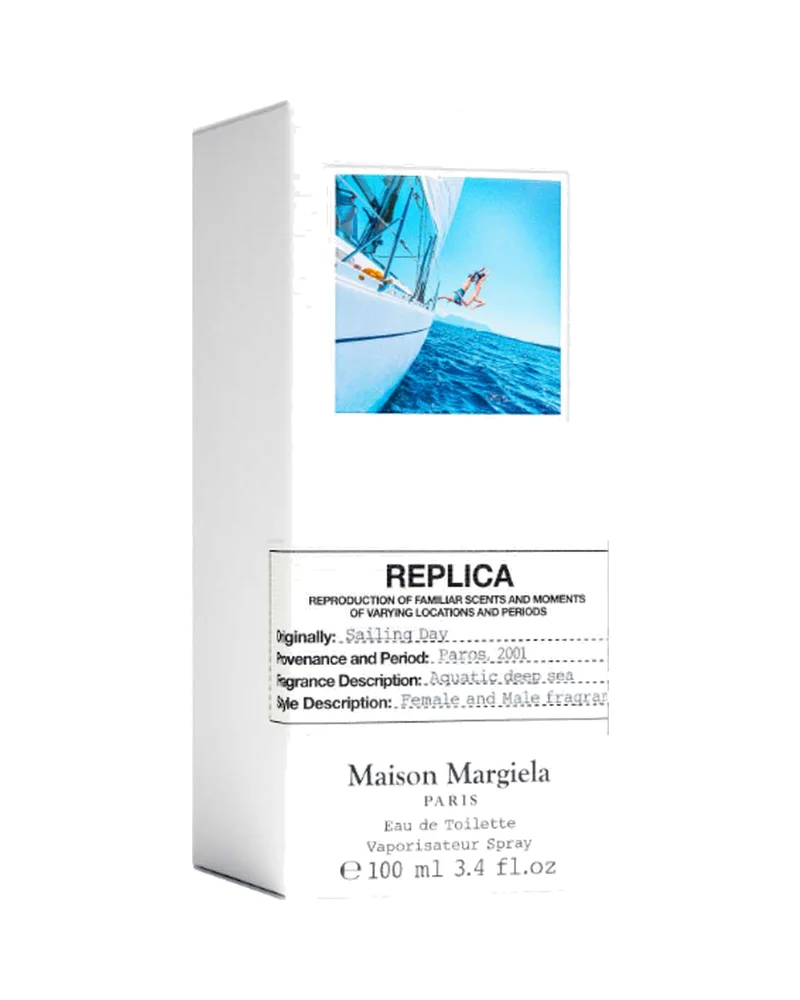 REPLICA
REPRODUCTION OF FAMILIAR SCENTS AND MOMENTS
OF VARYING LOCATIONS AND PERIODS
Originally: Sailing Day
Provenance and Period: Paros, 2001
Fragrance Description: Aquatic deep sea
Style Description: Female and Male fragran
Maison Margiela
PARIS
Eau de Toilette
Vaporisateur Spray
℮ 100 ml 3.4 fl.oz